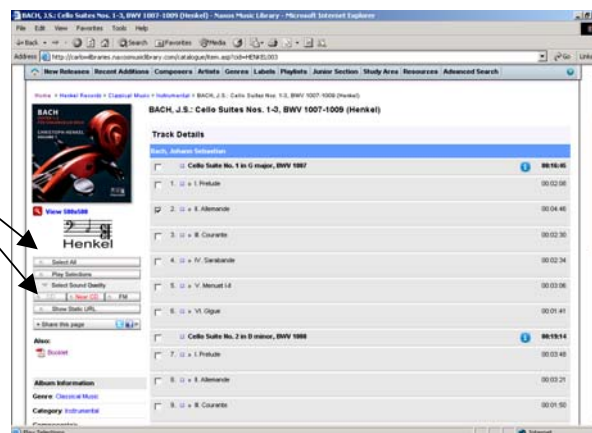 BACH, J.S.: Cello Suites Nos. 1-3, BWV 1007-1009 (Henkel) - Naxos Music Library - Microsoft Internet Explorer
File Edit View Favorites Tools Help
Back Search Favorites Media
Address http://carlowlibraries.naxosmusiclibrary.com/catalogue/item.asp?cid=HENKEL003 Go Links
New Releases Recent Additions Composers Artists Genres Labels Playlists Junior Section Study Area Resources Advanced Search
Home Henkel Records Classical Music Instrumental BACH, J.S.: Cello Suites Nos. 1-3, BWV 1007-1009 (Henkel)
BACH
CHRISTOPH HENKEL
BACH, J.S.: Cello Suites Nos. 1-3, BWV 1007-1009 (Henkel)
Track Details
Bach, Johann Sebastian
Cello Suite No. 1 in G major, BWV 1007 00:16:45
1. I. Prelude 00:02:08
View 500x500
2. II. Allemande 00:04:46
Henkel
3. III. Courante 00:02:30
Select All
4. IV. Sarabande 00:02:34
Play Selections
Select Sound Quality
5. V. Menuet I-II 00:03:06
CD Near CD FM
Show Static URL
6. VI. Gigue 00:01:41
Share this page
Cello Suite No. 2 in D minor, BWV 1008 00:19:14
Also:
Booklet
7. I. Prelude 00:03:48
Album Information
8. II. Allemande 00:03:21
Genre: Classical Music
Category: Instrumental
9. III. Courante 00:01:50
Play Selections Internet